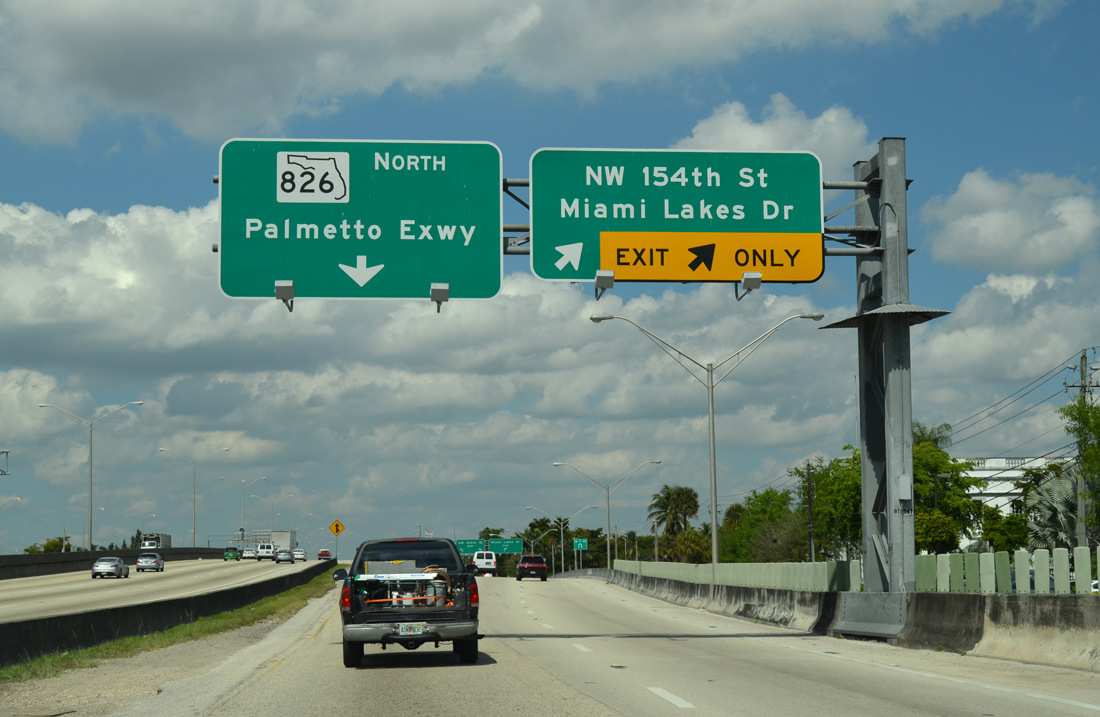 826 NORTH
Palmetto Exwy
NW 154th St
Miami Lakes Dr
EXIT ONLY